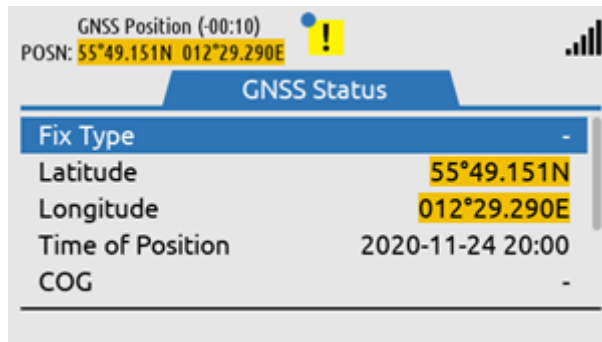 GNSS Position (-00:10)
POSN: 55°49.151N 012°29.290E
!
GNSS Status
Fix Type -
Latitude 55°49.151N
Longitude 012°29.290E
Time of Position 2020-11-24 20:00
COG -